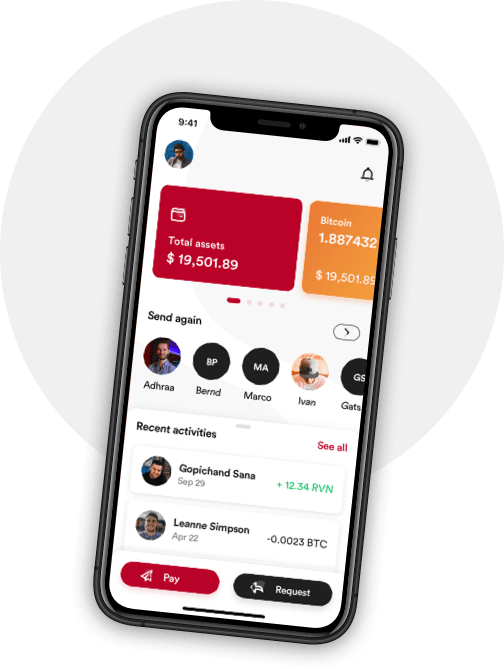 9:41
Total assets
$ 19,501.89
Bitcoin
1.887432
$ 19,501.89
Send again
BP
MA
GS
Adhraa
Bernd
Marco
Ivan
Gats
Recent activities
See all
Gopichand Sana
Sep 29
+ 12.34 RVN
Leanne Simpson
Apr 22
-0.0023 BTC
Pay
Request